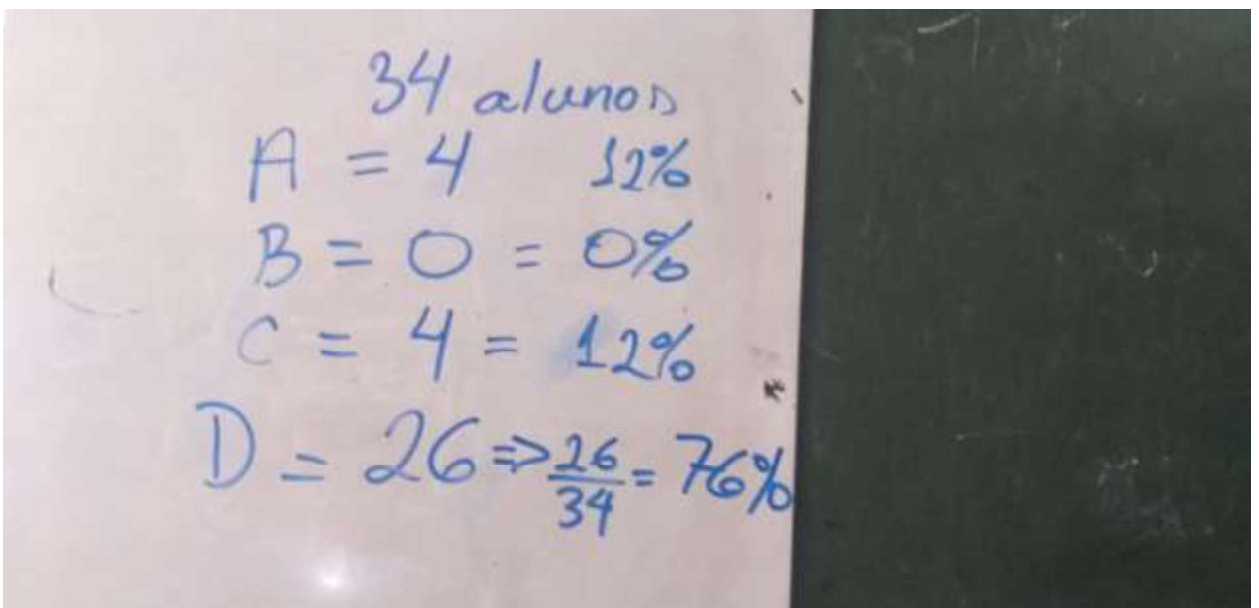 34 alunos
A = 4 12%
B = 0 = 0%
C = 4 = 12%
D = 26 => 26/34 = 76%